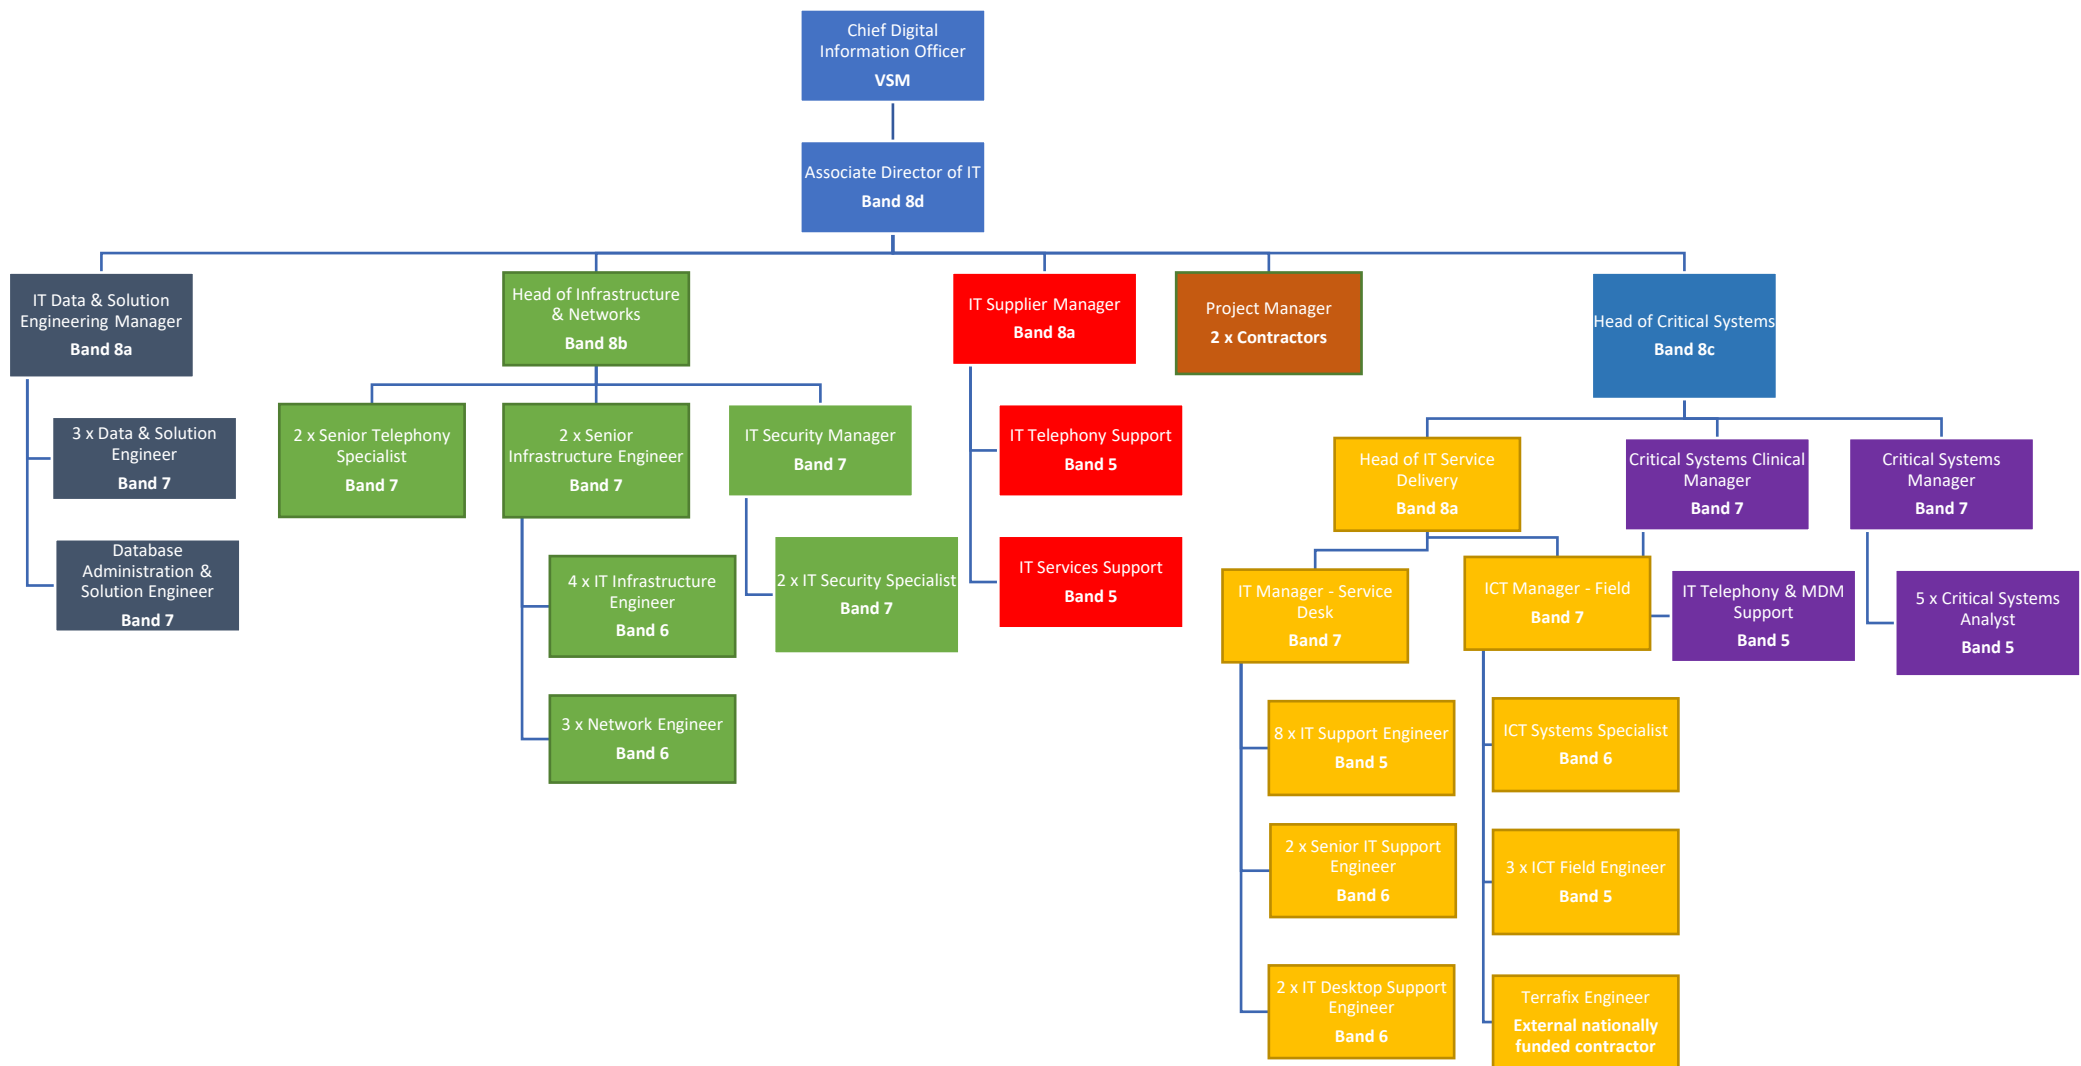 Chief Digital
Information Officer
VSM
Associate Director of IT
Band 8d
IT Data & Solution
Engineering Manager
Band 8a
Head of Infrastructure
& Networks
Band 8b
IT Supplier Manager
Band 8a
Project Manager
2 x Contractors
Head of Critical Systems
Band 8c
3 x Data & Solution
Engineer
Band 7
Database
Administration &
Solution Engineer
Band 7
2 x Senior Telephony
Specialist
Band 7
2 x Senior
Infrastructure Engineer
Band 7
IT Security Manager
Band 7
4 x IT Infrastructure
Engineer
Band 6
3 x Network Engineer
Band 6
2 x IT Security Specialist
Band 7
IT Telephony Support
Band 5
IT Services Support
Band 5
Head of IT Service
Delivery
Band 8a
Critical Systems Clinical
Manager
Band 7
Critical Systems
Manager
Band 7
IT Manager - Service
Desk
Band 7
ICT Manager - Field
Band 7
IT Telephony & MDM
Support
Band 5
5 x Critical Systems
Analyst
Band 5
8 x IT Support Engineer
Band 5
2 x Senior IT Support
Engineer
Band 6
2 x IT Desktop Support
Engineer
Band 6
ICT Systems Specialist
Band 6
3 x ICT Field Engineer
Band 5
Terrafix Engineer
External nationally
funded contractor